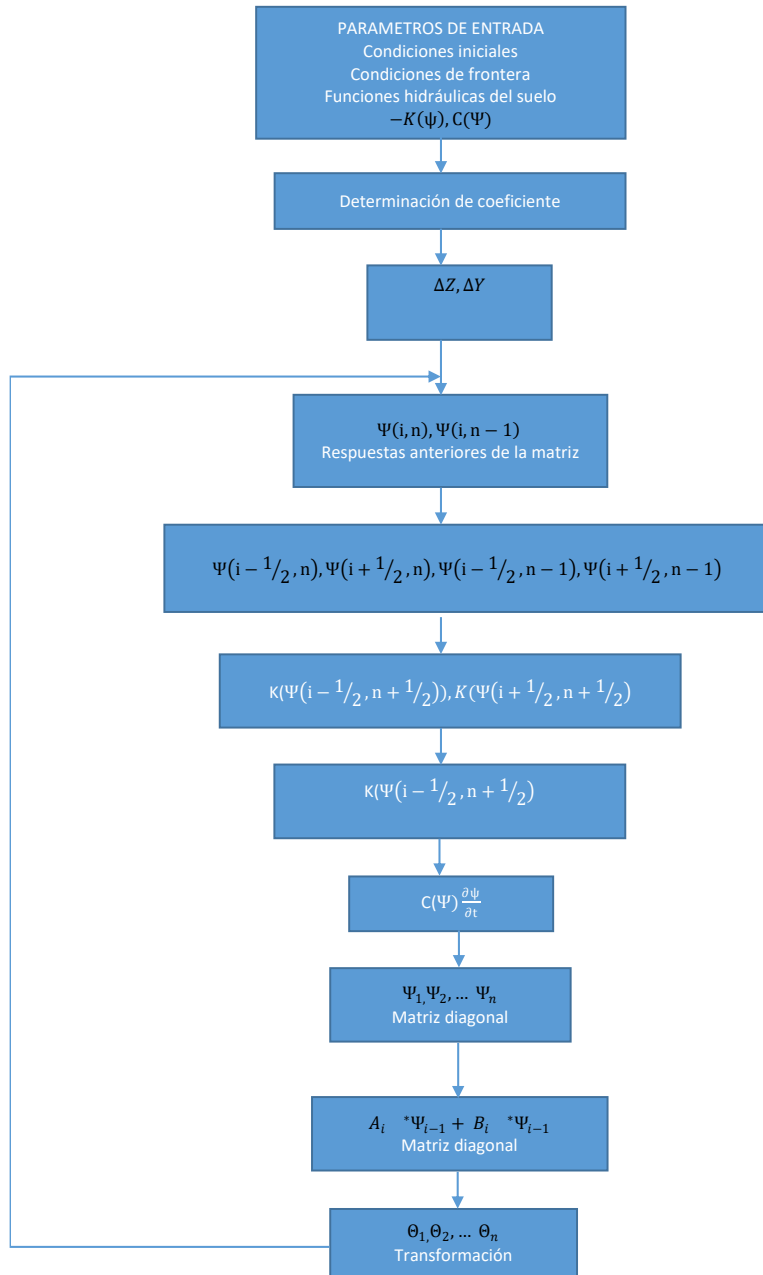 PARAMETROS DE ENTRADA
Condiciones iniciales
Condiciones de frontera
Funciones hidráulicas del suelo
−K(ψ), C(Ψ)
Determinación de coeficiente
ΔZ, ΔY
Ψ(i, n), Ψ(i, n − 1)
Respuestas anteriores de la matriz
Ψ(i − 1/2, n), Ψ(i + 1/2, n), Ψ(i − 1/2, n − 1), Ψ(i + 1/2, n − 1)
K(Ψ(i − 1/2, n + 1/2)), K(Ψ(i + 1/2, n + 1/2)
K(Ψ(i − 1/2, n + 1/2)
C(Ψ) ∂ψ/∂t
Ψ1, Ψ2, … Ψn
Matriz diagonal
Ai *Ψi−1 + Bi *Ψi−1
Matriz diagonal
Θ1, Θ2, … Θn
Transformación